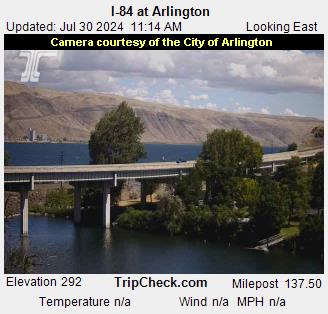 I-84 at Arlington
Updated: Jul 30 2024 11:14 AM Looking East
Camera courtesy of the City of Arlington
Elevation 292 TripCheck.com Milepost 137.50
Temperature n/a Wind n/a MPH n/a